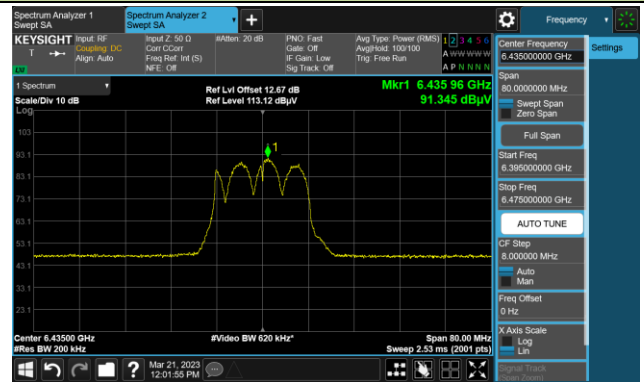 Spectrum Analyzer 1
Swept SA
Spectrum Analyzer 2
Swept SA
+
Frequency
KEYSIGHT
T
Input: RF
Coupling: DC
Align: Auto
Input Z: 50 Ω
Corr CCorr
Freq Ref: Int (S)
NFE: Off
#Atten: 20 dB
PNO: Fast
Gate: Off
IF Gain: Low
Sig Track: Off
Avg Type: Power (RMS)
Avg|Hold: 100/100
Trig: Free Run
1 2 3 4 5 6
A W W W W W
A P N N N N
1 Spectrum
Scale/Div 10 dB
Ref Lvl Offset 12.67 dB
Ref Level 113.12 dBµV
Mkr1 6.435 96 GHz
91.345 dBµV
Log
103
93.1
83.1
73.1
63.1
53.1
43.1
33.1
23.1
1
Center 6.43500 GHz
#Res BW 200 kHz
#Video BW 620 kHz*
Span 80.00 MHz
Sweep 2.53 ms (2001 pts)
Center Frequency
6.435000000 GHz
Span
80.0000000 MHz
Swept Span
Zero Span
Full Span
Start Freq
6.395000000 GHz
Stop Freq
6.475000000 GHz
AUTO TUNE
CF Step
8.000000 MHz
Auto
Man
Freq Offset
0 Hz
X Axis Scale
Log
Lin
Signal Track
(Span Zoom)
Settings
?
Mar 21, 2023
12:01:55 PM